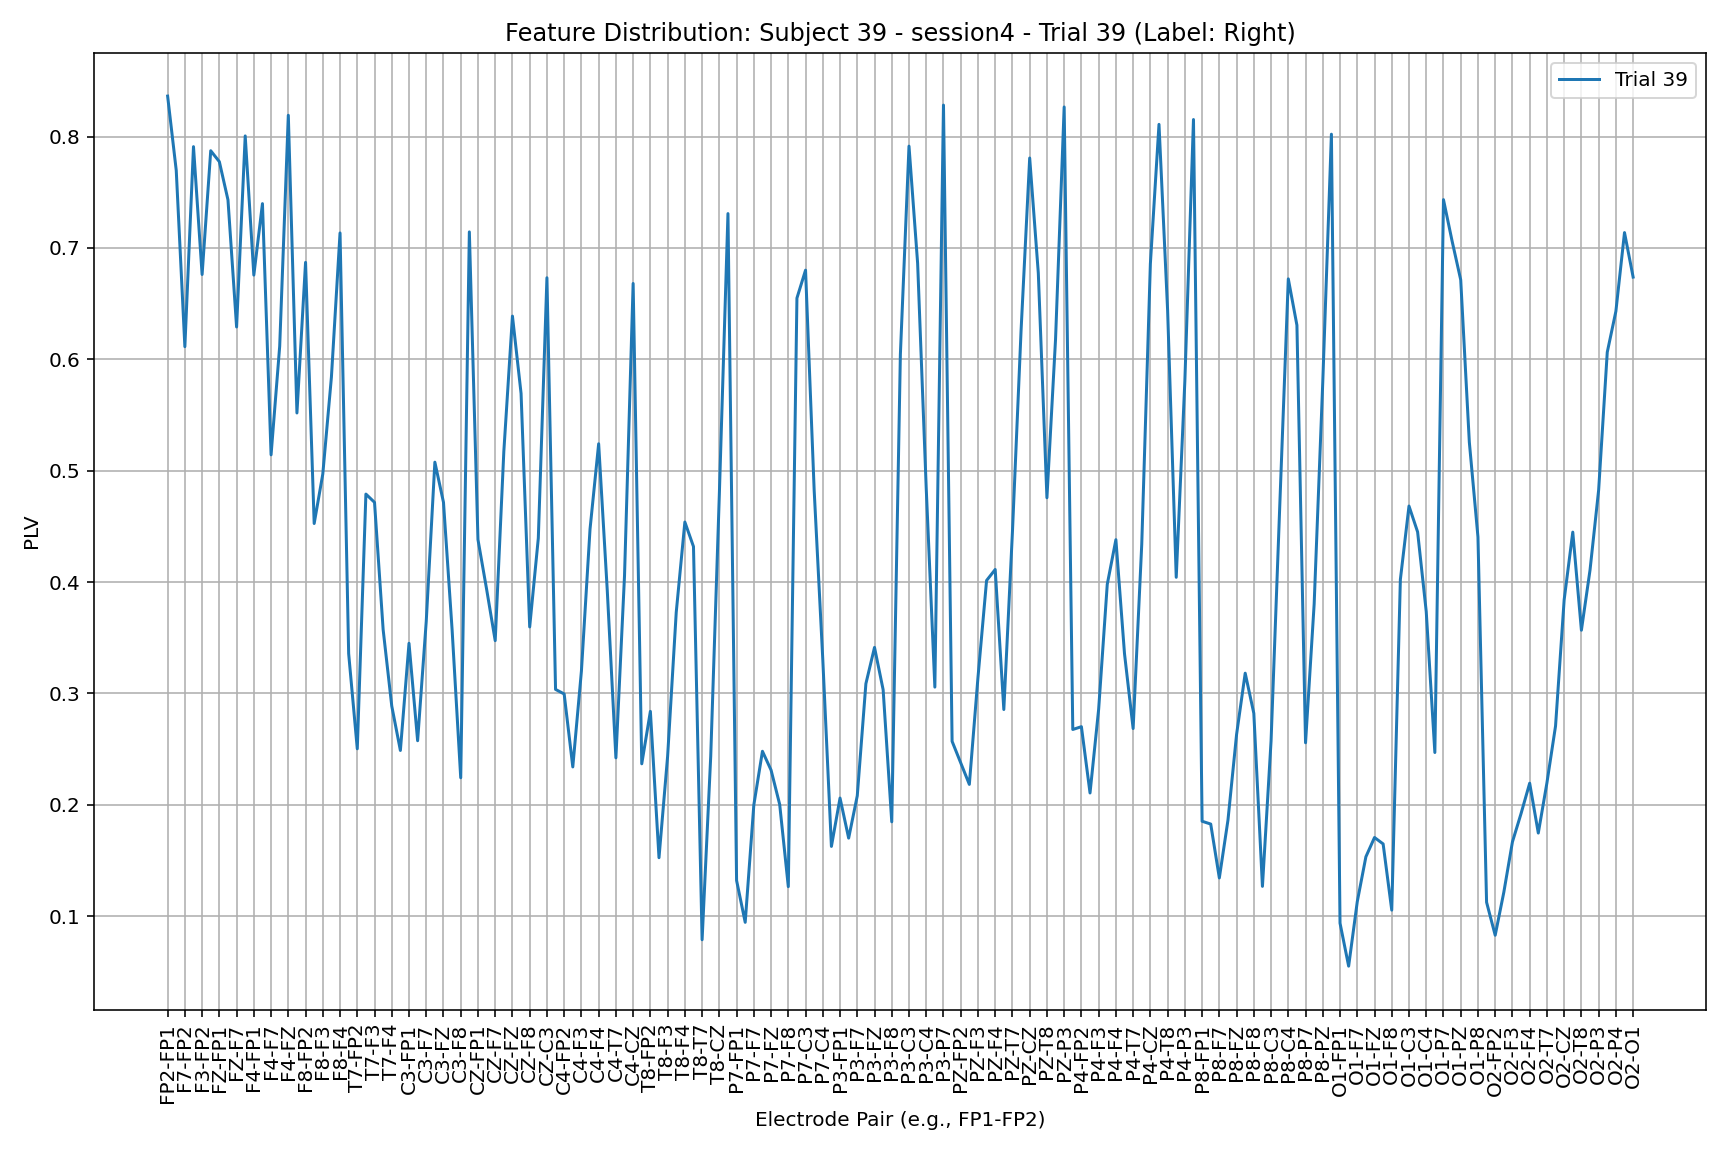 Feature Distribution: Subject 39 - session4 - Trial 39 (Label: Right)
Trial 39
0.8
0.7
0.6
0.5
0.4
0.3
0.2
0.1
PLV
FP2-FP1
F7-FP2
F3-FP2
FZ-FP1
FZ-F7
F4-FP1
F4-F7
F4-FZ
F8-FP2
F8-F3
F8-F4
T7-FP2
T7-F3
T7-F4
C3-FP1
C3-F7
C3-FZ
C3-F8
CZ-FP1
CZ-F7
CZ-FZ
CZ-F8
CZ-C3
C4-FP2
C4-F3
C4-F4
C4-T7
C4-CZ
T8-FP2
T8-F3
T8-F4
T8-T7
T8-CZ
P7-FP1
P7-F7
P7-FZ
P7-F8
P7-C3
P7-C4
P3-FP1
P3-F7
P3-FZ
P3-F8
P3-C3
P3-C4
P3-P7
PZ-FP2
PZ-F3
PZ-F4
PZ-T7
PZ-CZ
PZ-T8
PZ-P3
P4-FP2
P4-F3
P4-F4
P4-T7
P4-CZ
P4-T8
P4-P3
P8-FP1
P8-F7
P8-FZ
P8-F8
P8-C3
P8-C4
P8-P7
P8-PZ
O1-FP1
O1-F7
O1-FZ
O1-F8
O1-C3
O1-C4
O1-P7
O1-PZ
O1-P8
O2-FP2
O2-F3
O2-F4
O2-T7
O2-CZ
O2-T8
O2-P3
O2-P4
O2-O1
Electrode Pair (e.g., FP1-FP2)